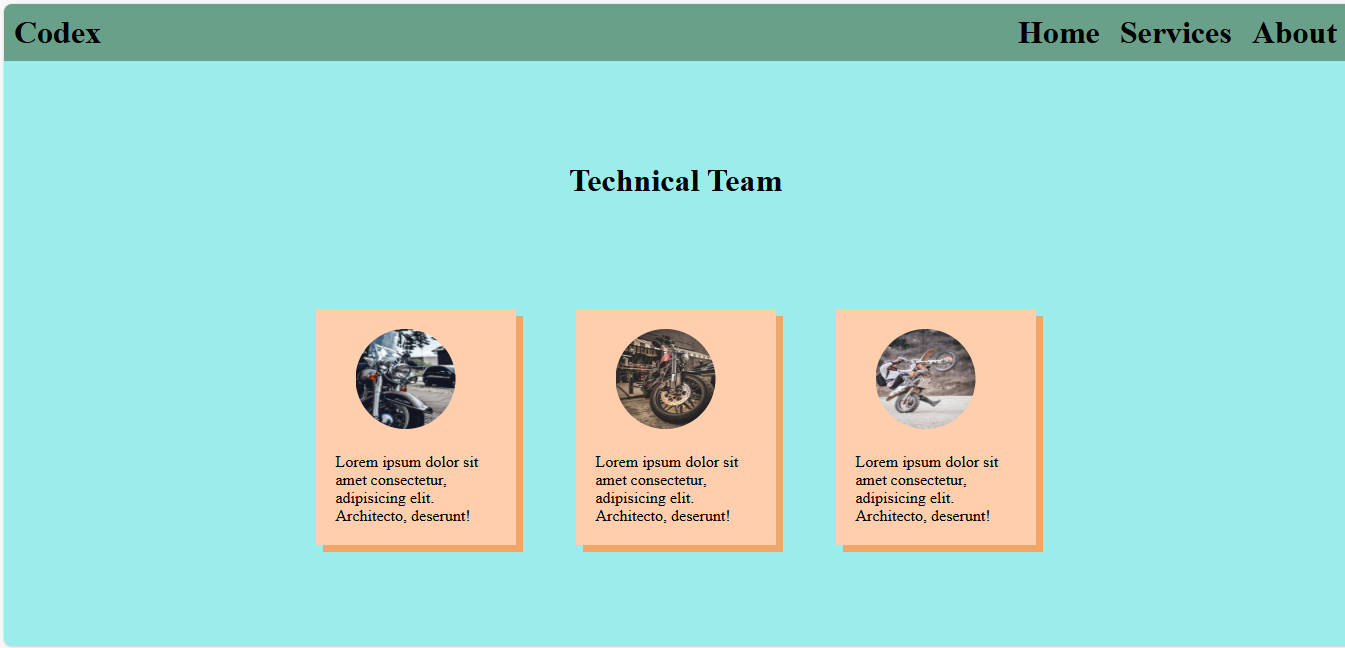 Codex
Home Services About
Technical Team
Lorem ipsum dolor sit
amet consectetur,
adipisicing elit.
Architecto, deserunt!
Lorem ipsum dolor sit
amet consectetur,
adipisicing elit.
Architecto, deserunt!
Lorem ipsum dolor sit
amet consectetur,
adipisicing elit.
Architecto, deserunt!